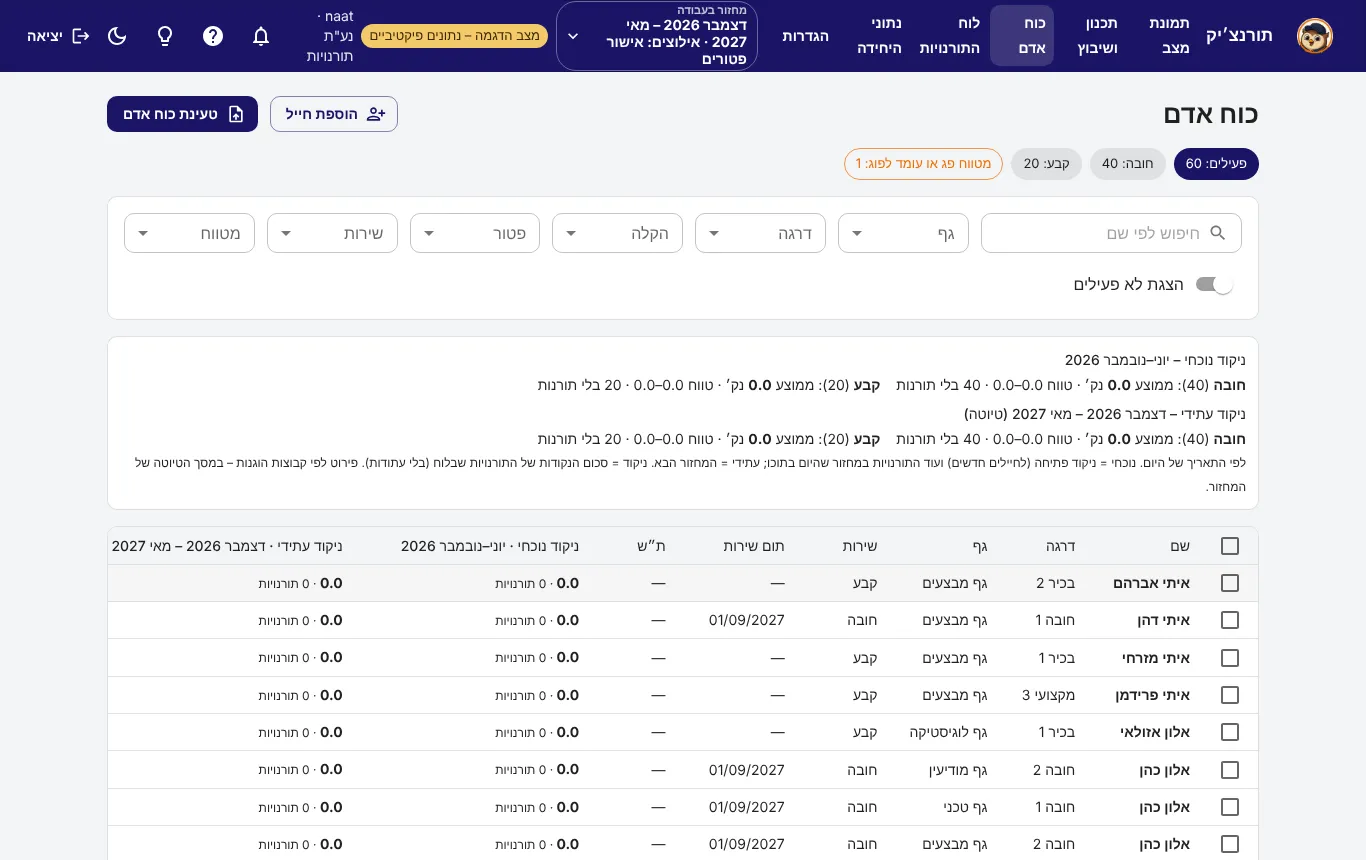 תורנצ׳יק
תמונת מצב
תכנון ושיבוץ
כוח אדם
לוח התורנויות
נתוני היחידה
הגדרות
מחזור בעבודה
דצמבר 2026 – מאי
2027 · אילוצים: אישור
פטורים
מצב הדגמה – נתונים פיקטיביים
naat ·
נע"ת
תורנויות
יציאה
כוח אדם
הוספת חייל
טעינת כוח אדם
פעילים: 60
חובה: 40
קבע: 20
מטווח פג או עומד לפוג: 1
חיפוש לפי שם
גף
דרגה
הקלה
פטור
שירות
מטווח
הצגת לא פעילים
ניקוד נוכחי – יוני–נובמבר 2026
חובה (40): ממוצע 0.0 נק׳ · טווח 0.0–0.0 · 40 בלי תורנות קבע (20): ממוצע 0.0 נק׳ · טווח 0.0–0.0 · 20 בלי תורנות
ניקוד עתידי – דצמבר 2026 – מאי 2027 (טיוטה)
חובה (40): ממוצע 0.0 נק׳ · טווח 0.0–0.0 · 40 בלי תורנות קבע (20): ממוצע 0.0 נק׳ · טווח 0.0–0.0 · 20 בלי תורנות
לפי התאריך של היום. נוכחי = ניקוד פתיחה (לחיילים חדשים) ועוד התורנויות במחזור שהיום בתוכו; עתידי = המחזור הבא. ניקוד = סכום הנקודות של התורנויות שבלוח (בלי עתודות). פירוט לפי קבוצות הוגנות – במסך הטיוטה של
המחזור.
שם דרגה גף שירות תום שירות ת״ש ניקוד נוכחי · יוני–נובמבר 2026 ניקוד עתידי · דצמבר 2026 – מאי 2027
איתי אברהם בכיר 2 גף מבצעים קבע — — 0.0 · 0 תורנויות 0.0 · 0 תורנויות
איתי דהן חובה 1 גף מבצעים חובה 01/09/2027 — 0.0 · 0 תורנויות 0.0 · 0 תורנויות
איתי מזרחי בכיר 1 גף מבצעים קבע — — 0.0 · 0 תורנויות 0.0 · 0 תורנויות
איתי פרידמן מקצועי 3 גף מבצעים קבע — — 0.0 · 0 תורנויות 0.0 · 0 תורנויות
אלון אזולאי בכיר 1 גף לוגיסטיקה קבע — — 0.0 · 0 תורנויות 0.0 · 0 תורנויות
אלון כהן חובה 2 גף מודיעין חובה 01/09/2027 — 0.0 · 0 תורנויות 0.0 · 0 תורנויות
אלון כהן חובה 1 גף טכני חובה 01/09/2027 — 0.0 · 0 תורנויות 0.0 · 0 תורנויות
אלון כהן חובה 2 גף מבצעים חובה 01/09/2027 — 0.0 · 0 תורנויות 0.0 · 0 תורנויות